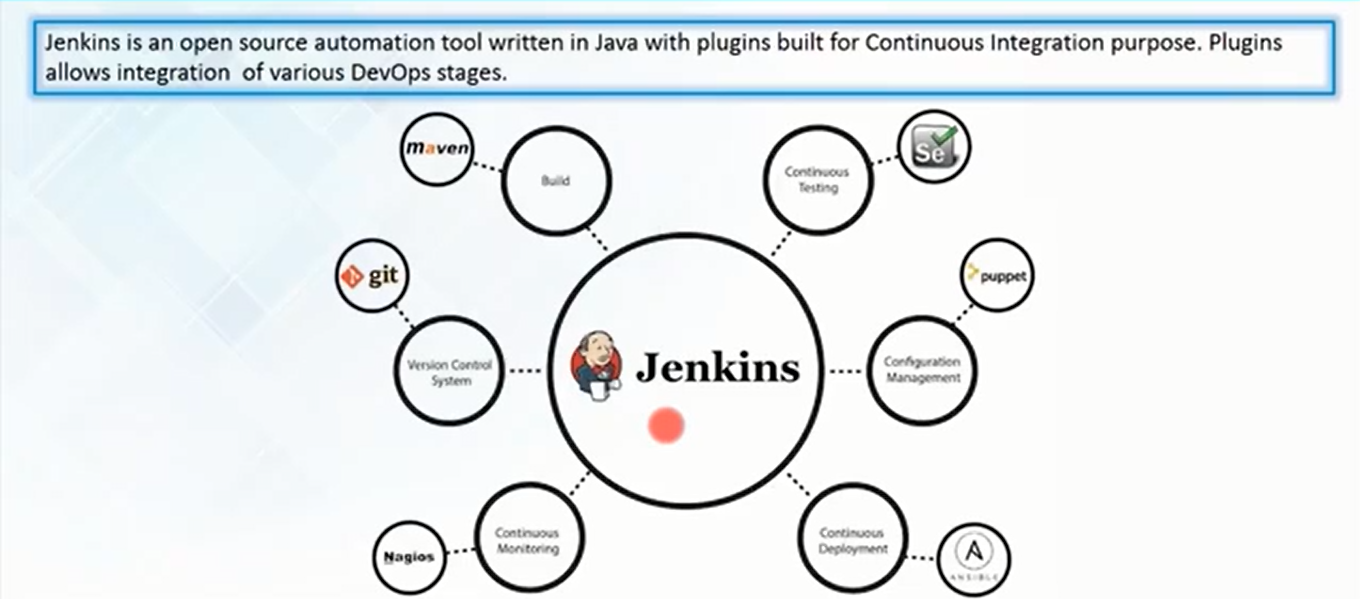 Jenkins is an open source automation tool written in Java with plugins built for Continuous Integration purpose. Plugins
allows integration of various DevOps stages.
maven
Build
Continuous
Testing
Se
git
puppet
Version Control
System
Jenkins
Configuration
Management
Continuous
Monitoring
Nagios
Continuous
Deployment
A
ANSIBLE